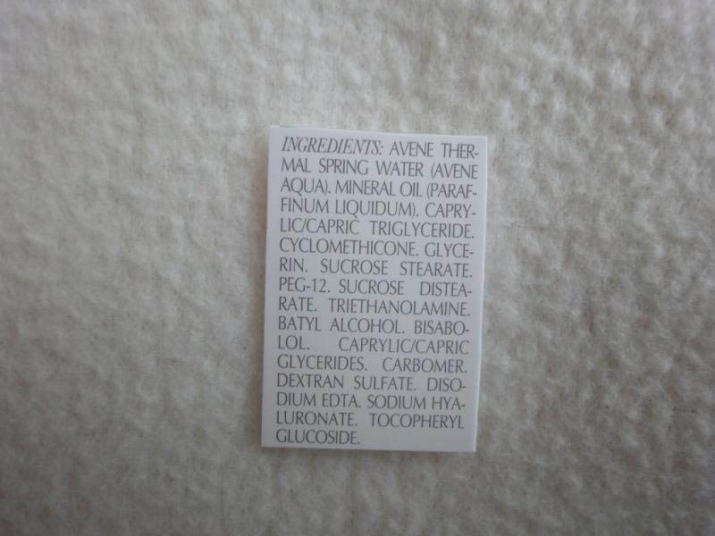 INGREDIENTS: AVENE THER-
MAL SPRING WATER (AVENE
AQUA). MINERAL OIL (PARAF-
FINUM LIQUIDUM). CAPRY-
LIC/CAPRIC TRIGLYCERIDE.
CYCLOMETHICONE. GLYCE-
RIN. SUCROSE STEARATE.
PEG-12. SUCROSE DISTEA-
RATE. TRIETHANOLAMINE.
BATYL ALCOHOL. BISABO-
LOL. CAPRYLIC/CAPRIC
GLYCERIDES. CARBOMER.
DEXTRAN SULFATE. DISO-
DIUM EDTA. SODIUM HYA-
LURONATE. TOCOPHERYL
GLUCOSIDE.